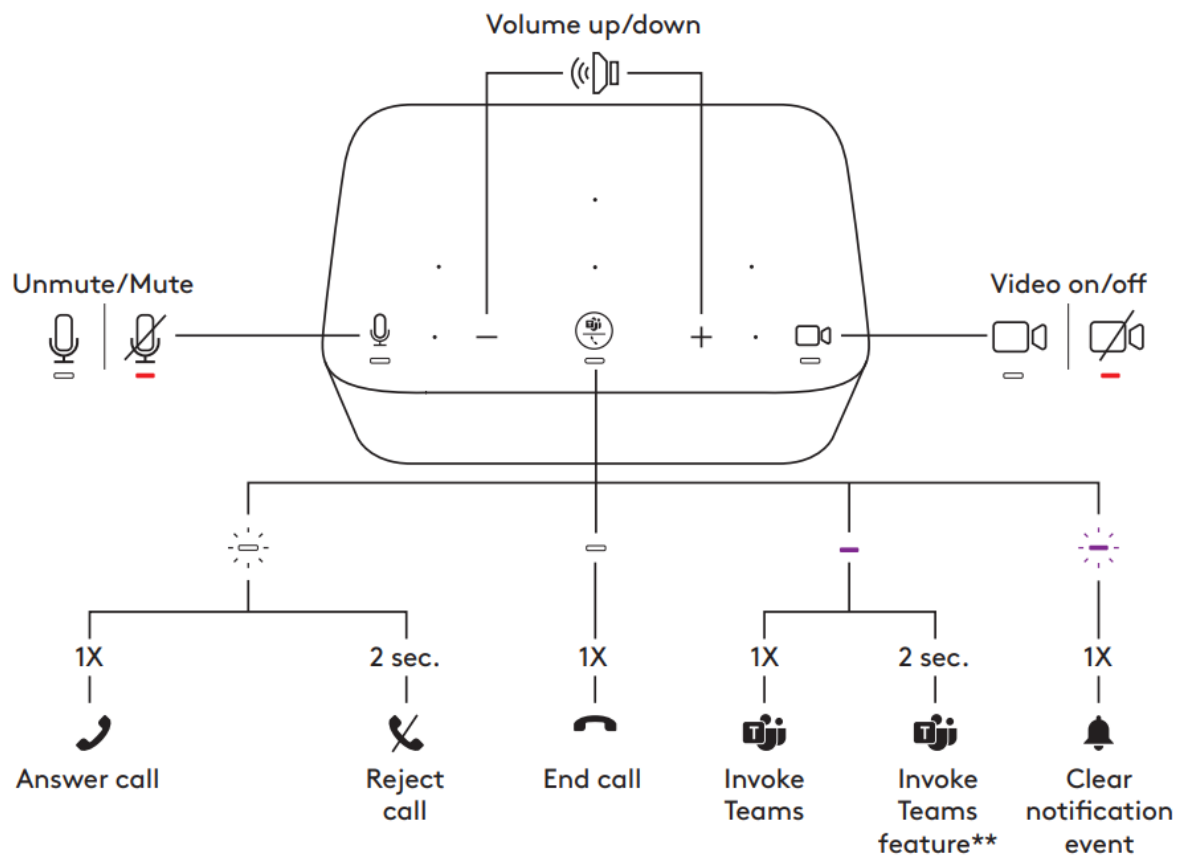 Volume up/down
Unmute/Mute
Video on/off
1X
2 sec.
1X
1X
2 sec.
1X
T
T
Answer call
Reject
call
End call
Invoke
Teams
Invoke
Teams
feature**
Clear
notification
event